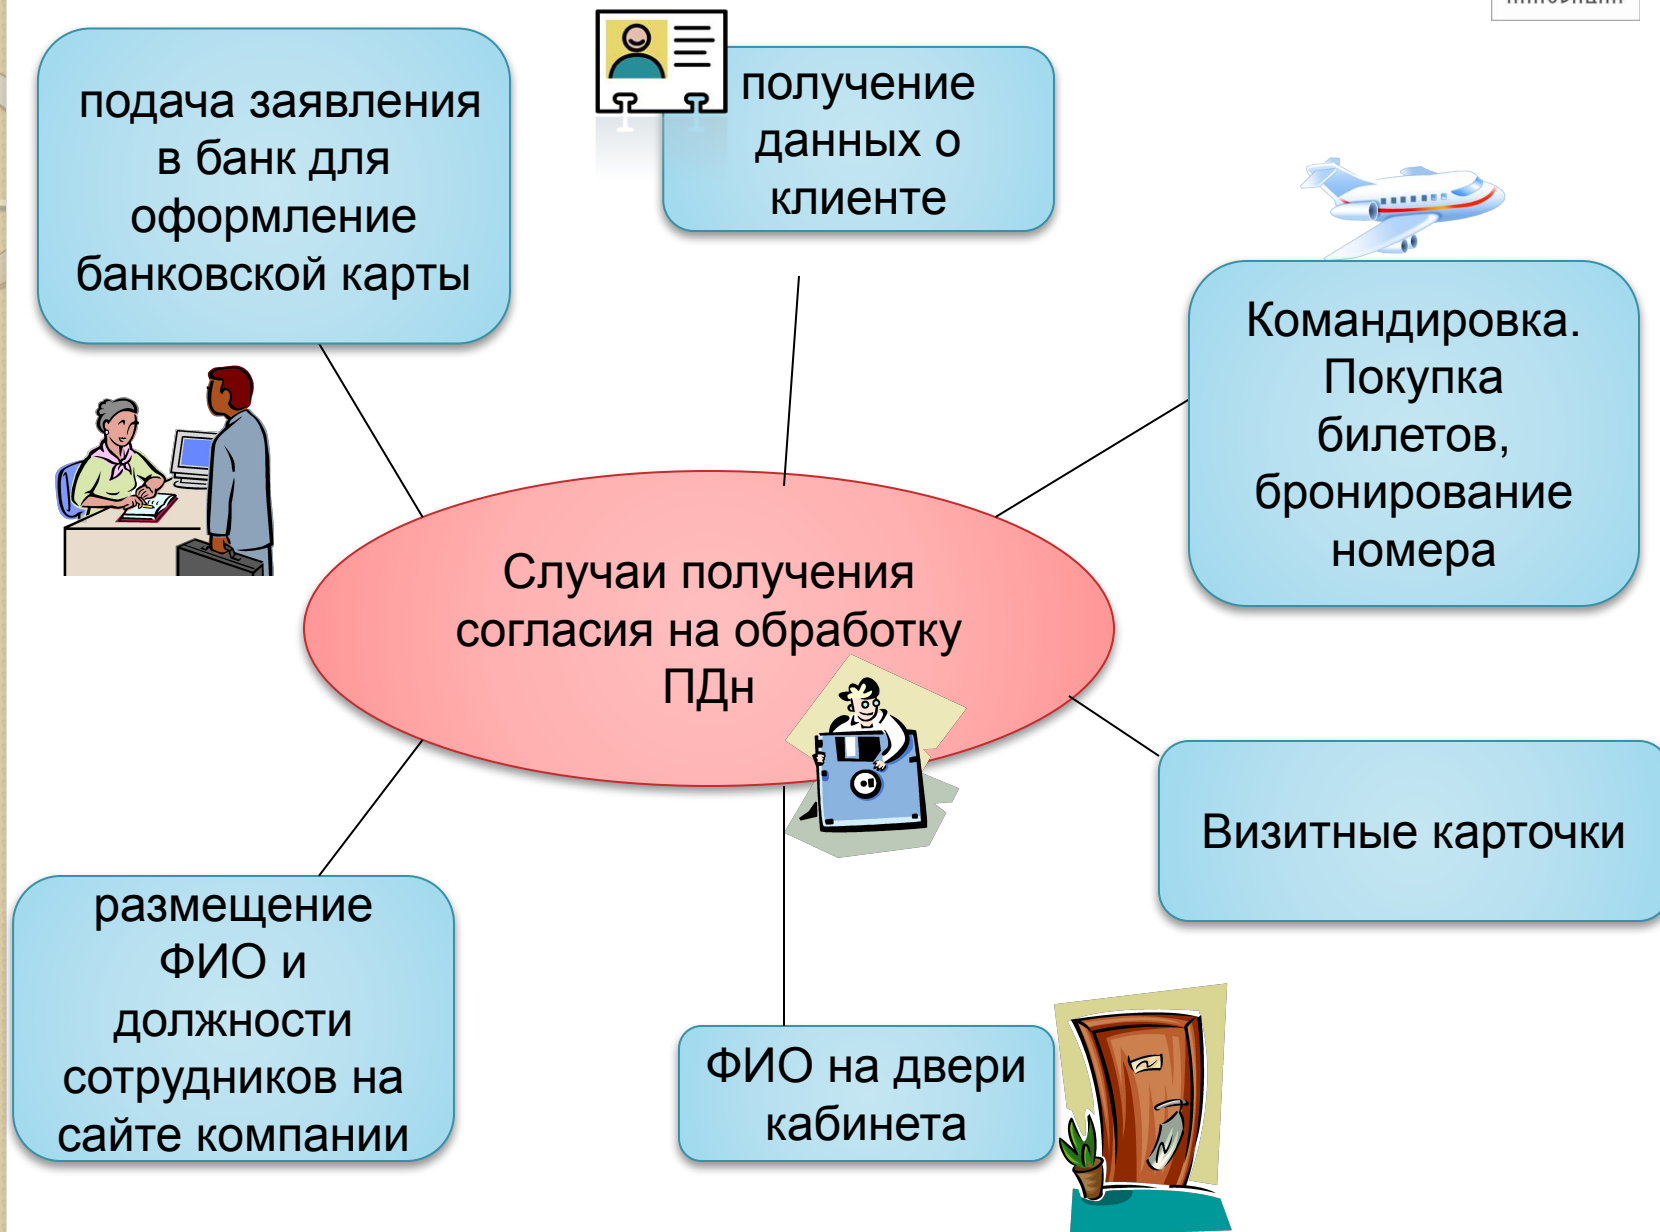 подача заявления
в банк для
оформление
банковской карты
получение
данных о
клиенте
Командировка.
Покупка
билетов,
бронирование
номера
Случаи получения
согласия на обработку
ПДн
Визитные карточки
размещение
ФИО и
должности
сотрудников на
сайте компании
ФИО на двери
кабинета